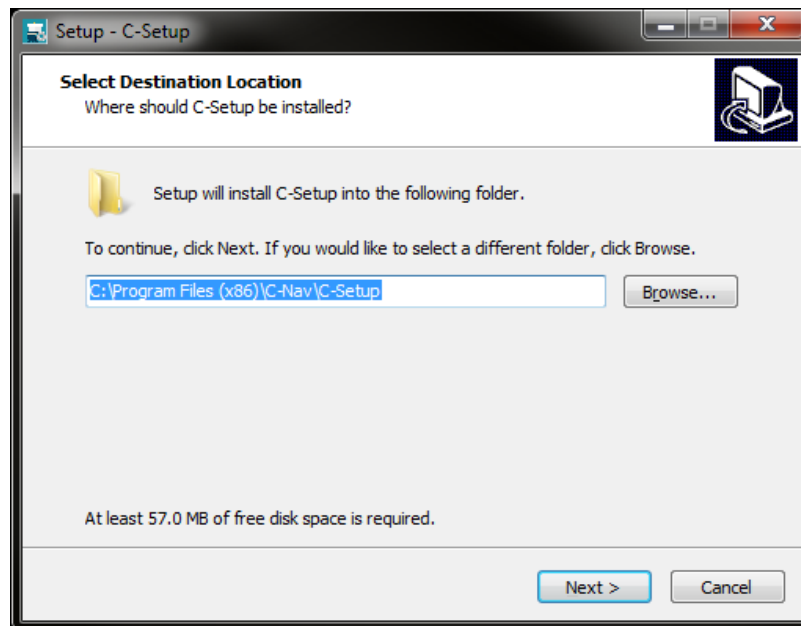 Setup - C-Setup
Select Destination Location
Where should C-Setup be installed?
Setup will install C-Setup into the following folder.
To continue, click Next. If you would like to select a different folder, click Browse.
C:\Program Files (x86)\C-Nav\C-Setup
Browse...
At least 57.0 MB of free disk space is required.
Next >
Cancel